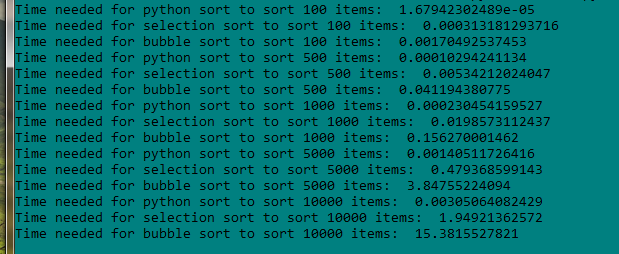 Time needed for python sort to sort 100 items:  1.67942302489e-05
Time needed for selection sort to sort 100 items:  0.000313181293716
Time needed for bubble sort to sort 100 items:  0.00170492537453
Time needed for python sort to sort 500 items:  0.00010294241134
Time needed for selection sort to sort 500 items:  0.00534212024047
Time needed for bubble sort to sort 500 items:  0.041194380775
Time needed for python sort to sort 1000 items:  0.000230454159527
Time needed for selection sort to sort 1000 items:  0.0198573112437
Time needed for bubble sort to sort 1000 items:  0.156270001462
Time needed for python sort to sort 5000 items:  0.00140511726416
Time needed for selection sort to sort 5000 items:  0.479368599143
Time needed for bubble sort to sort 5000 items:  3.84755224094
Time needed for python sort to sort 10000 items:  0.00305064082429
Time needed for selection sort to sort 10000 items:  1.94921362572
Time needed for bubble sort to sort 10000 items:  15.3815527821